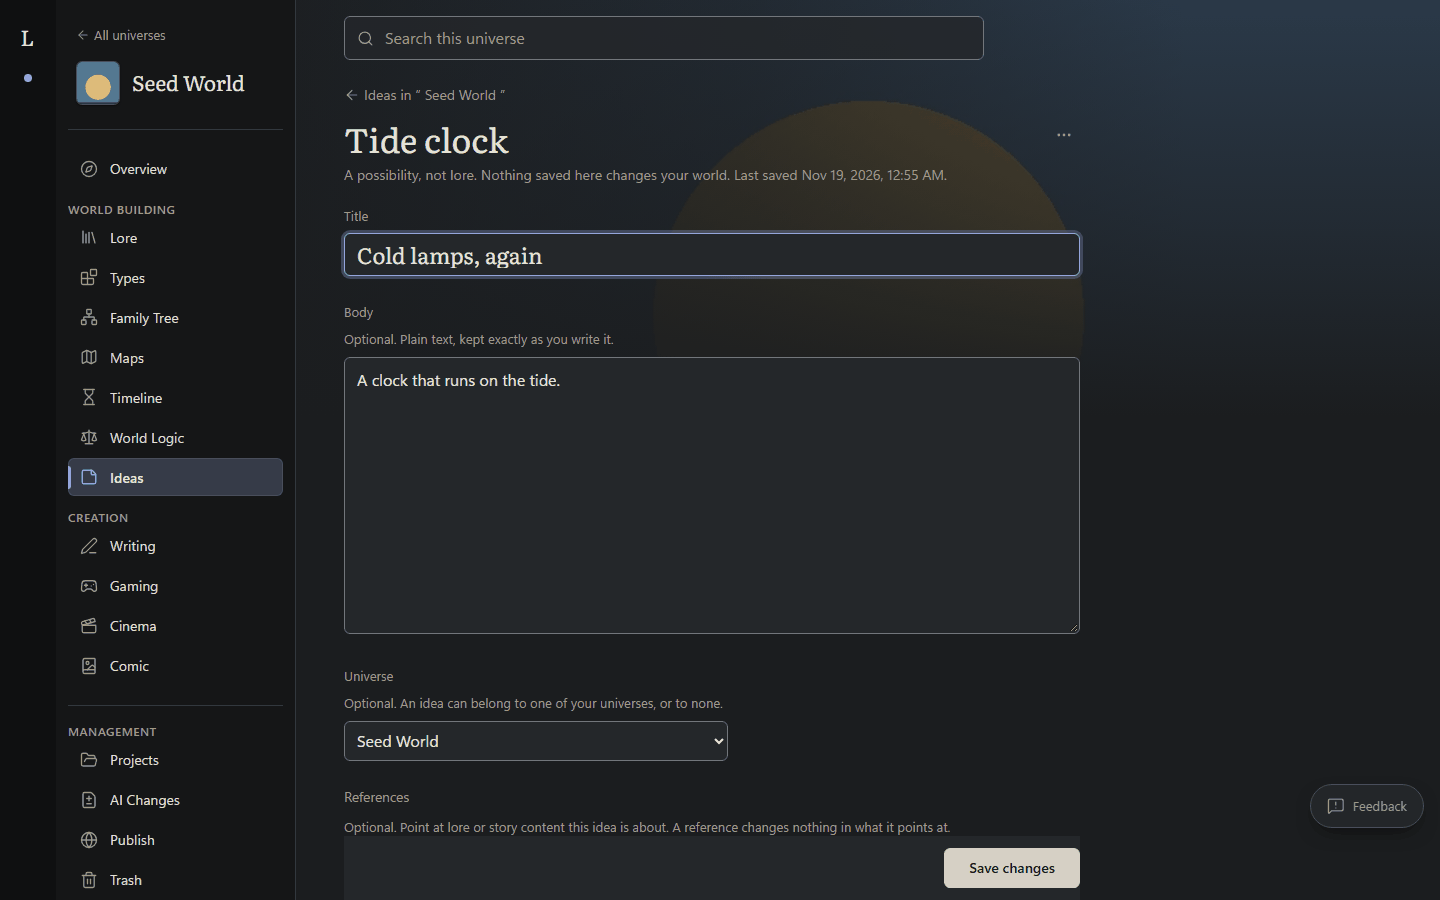 L
All universes
Seed World
Overview
WORLD BUILDING
Lore
Types
Family Tree
Maps
Timeline
World Logic
Ideas
CREATION
Writing
Gaming
Cinema
Comic
MANAGEMENT
Projects
AI Changes
Publish
Trash
Search this universe
Ideas in “ Seed World ”
Tide clock
A possibility, not lore. Nothing saved here changes your world. Last saved Nov 19, 2026, 12:55 AM.
Title
Cold lamps, again
Body
Optional. Plain text, kept exactly as you write it.
A clock that runs on the tide.
Universe
Optional. An idea can belong to one of your universes, or to none.
Seed World
References
Optional. Point at lore or story content this idea is about. A reference changes nothing in what it points at.
Save changes
Feedback